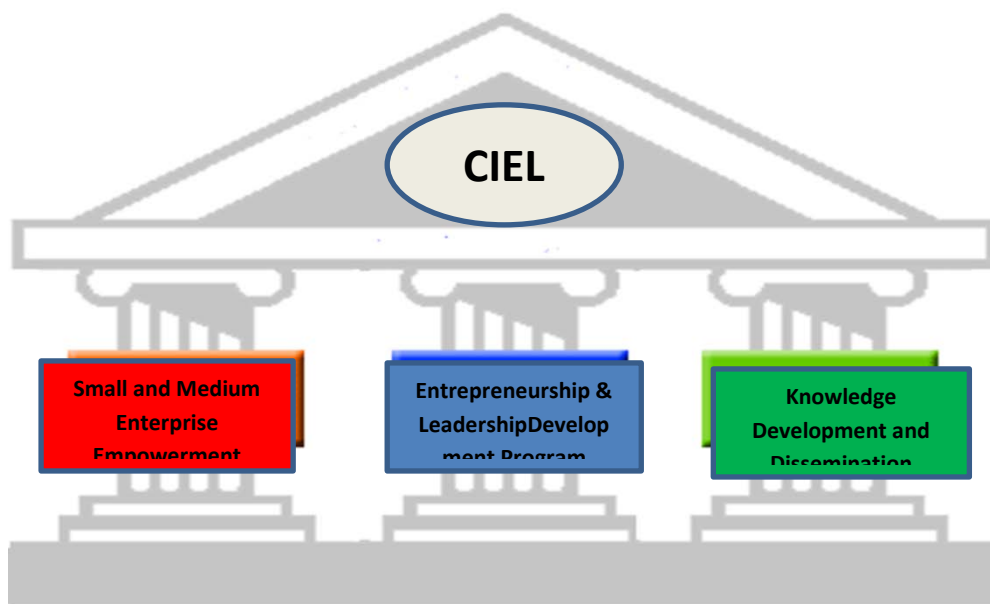 CIEL
Small and Medium
Enterprise
Empowerment
Entrepreneurship &
LeadershipDevelop
ment Program
Knowledge
Development and
Dissemination